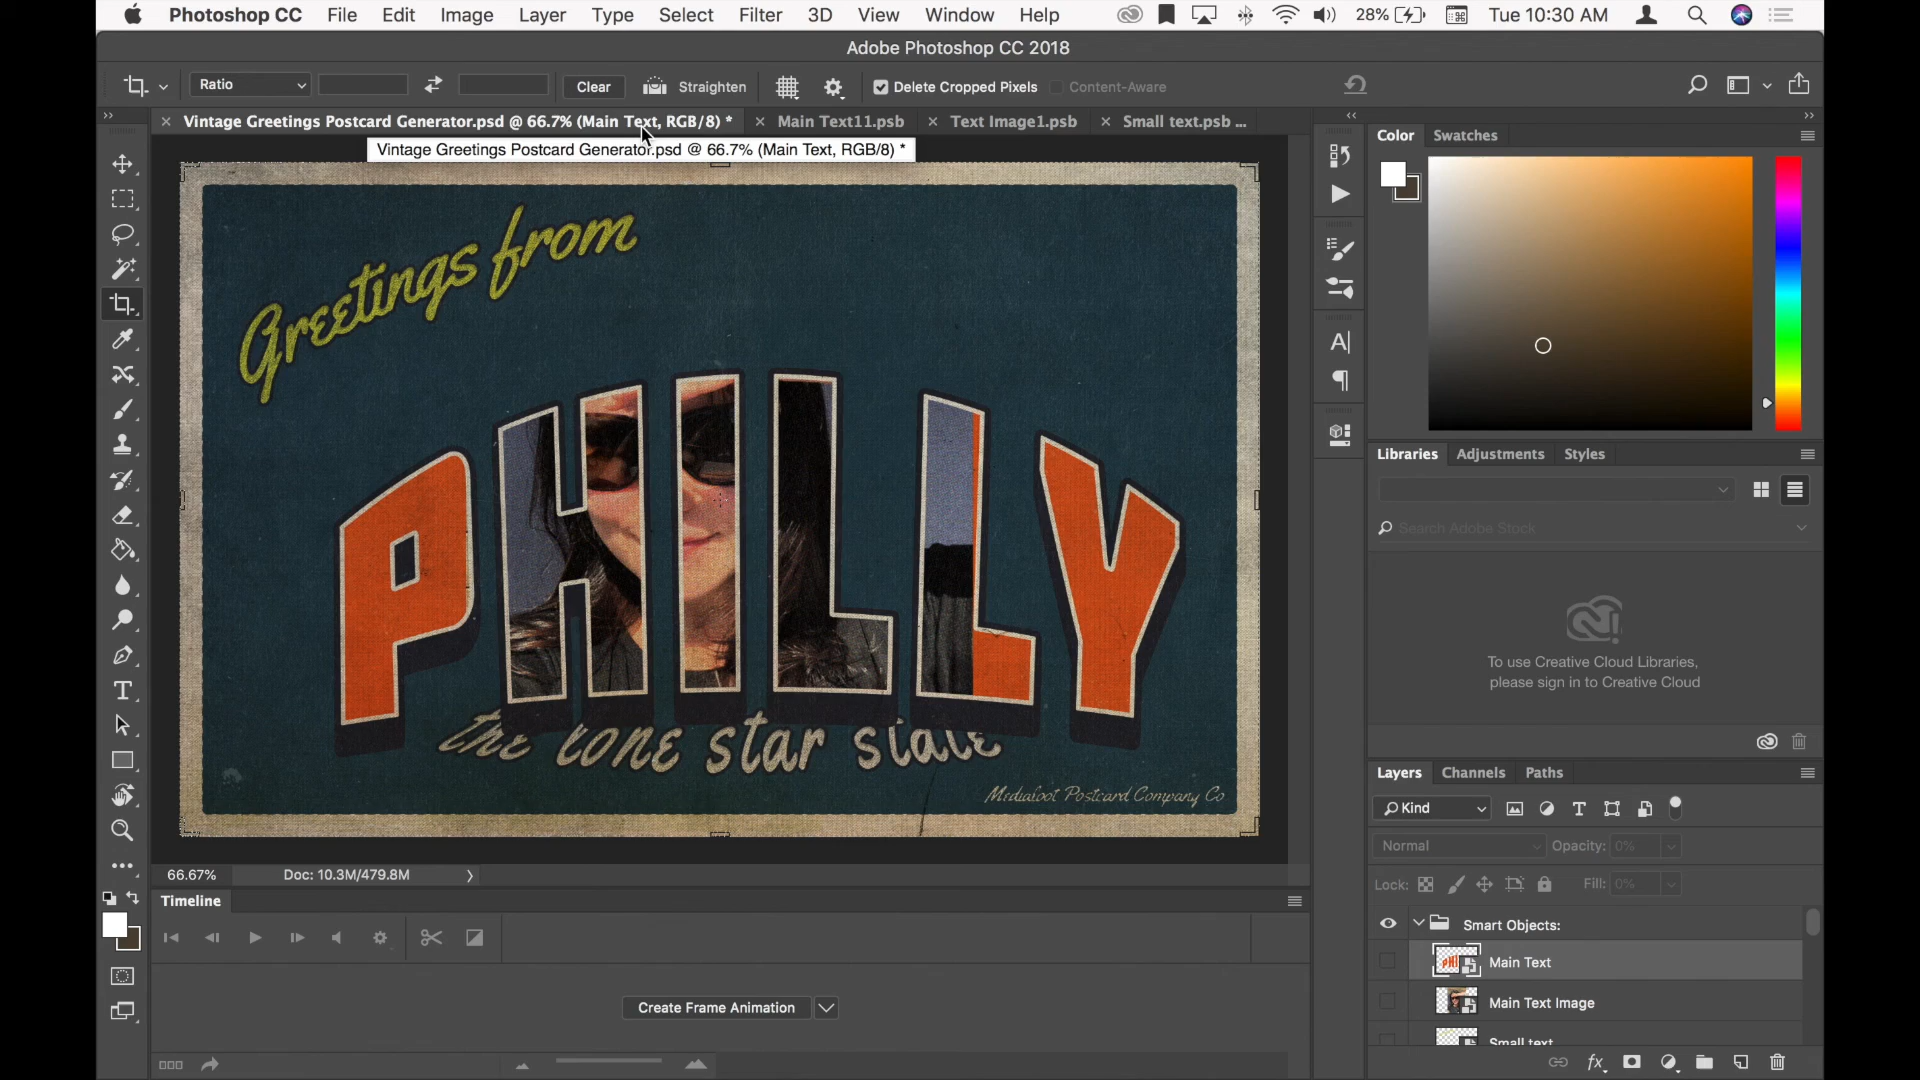 Photoshop CC File Edit Image Layer Type Select Filter 3D View Window Help 28% Tue 10:30 AM
Adobe Photoshop CC 2018
Ratio Clear Straighten Delete Cropped Pixels Content-Aware
Vintage Greetings Postcard Generator.psd @ 66.7% (Main Text, RGB/8) * Main Text11.psb Text Image1.psb Small text.psb ...
Vintage Greetings Postcard Generator.psd @ 66.7% (Main Text, RGB/8) *
Color Swatches
Greetings from
PHILLY
the lone star state
Mediafoot Postcard Company Co
Libraries Adjustments Styles
Search Adobe Stock
To use Creative Cloud Libraries,
please sign in to Creative Cloud
66.67% Doc: 10.3M/479.8M
Timeline
Create Frame Animation
Layers Channels Paths
Kind
Normal Opacity: 0%
Lock: Fill: 0%
Smart Objects:
Main Text
Main Text Image
Small text